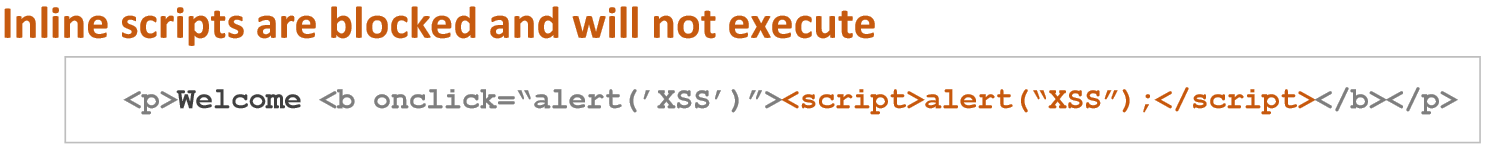 Inline scripts are blocked and will not execute
<p>Welcome <b onclick=“alert(’XSS’)”><script>alert(“XSS”);</script></b></p>